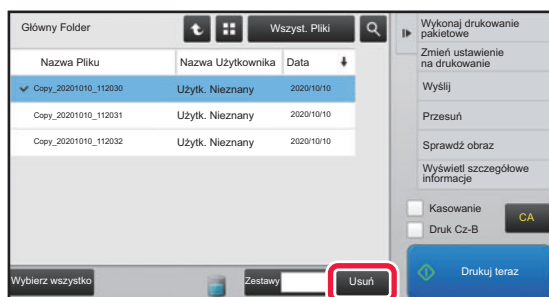 Główny Folder
Wszyst. Pliki
Nazwa Pliku Nazwa Użytkownika Data
Copy_20201010_112030 Użytk. Nieznany 2020/10/10
Copy_20201010_112031 Użytk. Nieznany 2020/10/10
Copy_20201010_112032 Użytk. Nieznany 2020/10/10
Wybierz wszystko
Zestawy
Usuń
Wykonaj drukowanie
pakietowe
Zmień ustawienie
na drukowanie
Wyślij
Przesuń
Sprawdź obraz
Wyświetl szczegółowe
informacje
Kasowanie
Druk Cz-B
CA
Drukuj teraz